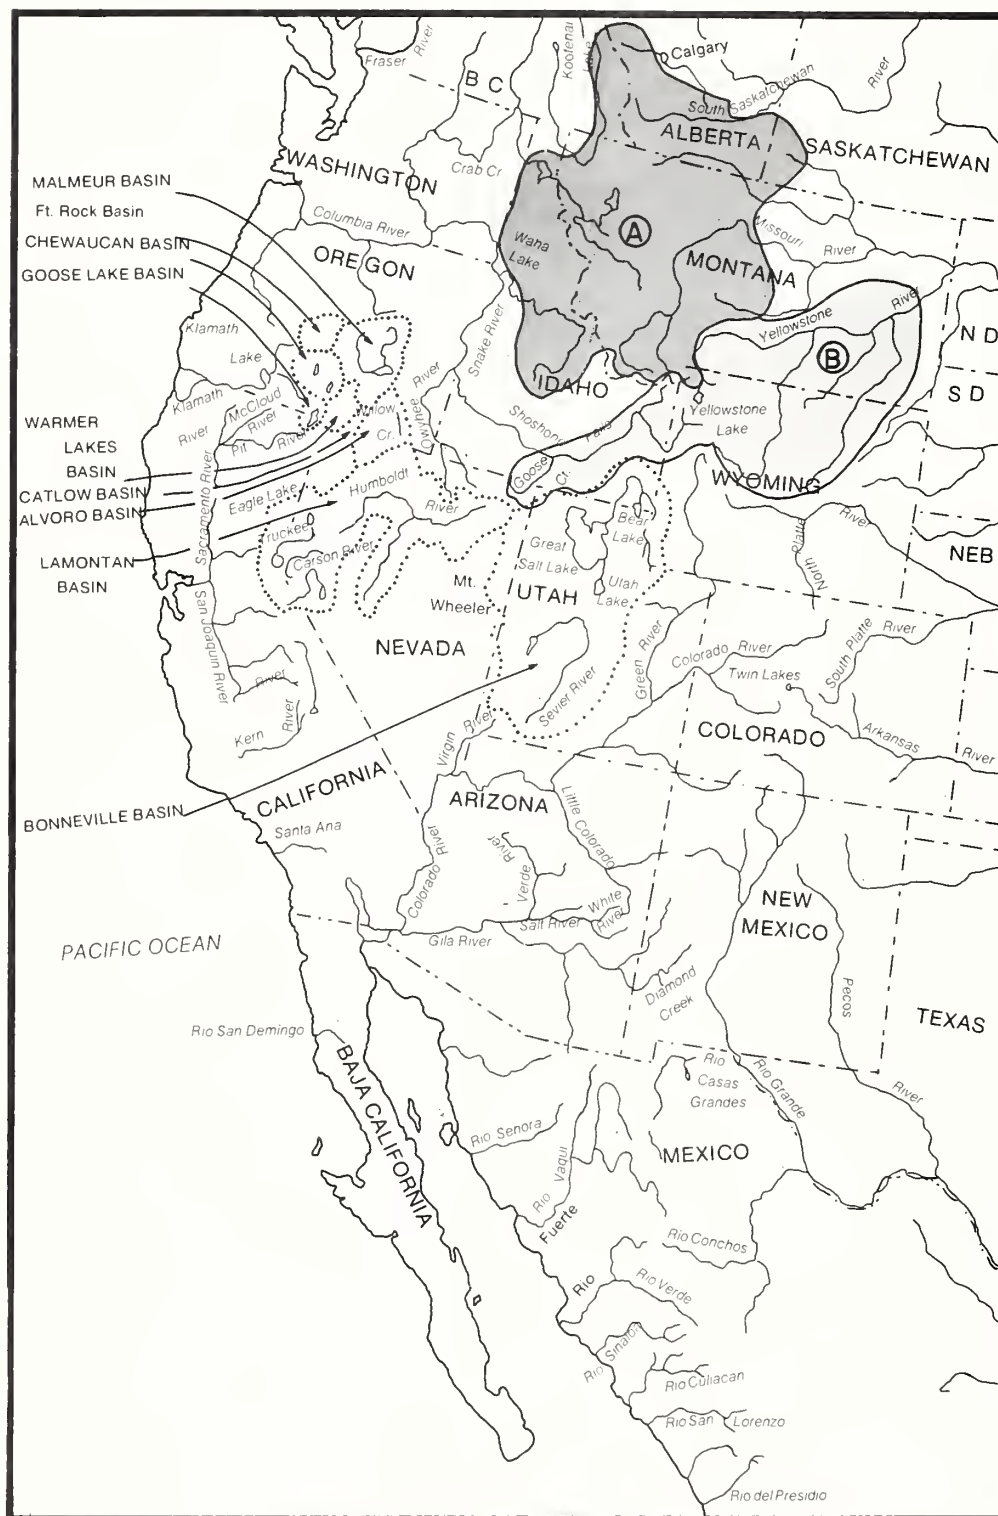 Fraser River
B C
Kootenai Lake
Calgary
South Saskatchewan
River
ALBERTA
SASKATCHEWAN
WASHINGTON
Crab Cr
MALMEUR BASIN
Ft. Rock Basin
CHEWAUCAN BASIN
GOOSE LAKE BASIN
Columbia River
OREGON
Waha
Lake
A
MONTANA
Missouri
River
Yellowstone
River
B
N D
S D
Klamath
Lake
Snake River
IDAHO
Klamath
River
McCloud
River
Pit
River
Willow
Cr.
Owyhee
River
Shoshone
Falls
Yellowstone
Lake
WARMER
LAKES
BASIN
CATLOW BASIN
ALVORO BASIN
LAMONTAN
BASIN
Sacramento River
Eagle Lake
Humboldt
River
Goose
Cr.
WYOMING
Truckee
Carson River
Great
Salt Lake
Bear
Lake
North Platte
River
NEB
Mt.
Wheeler
UTAH
Utah
Lake
San Joaquin River
NEVADA
Green River
Colorado River
Twin Lakes
South Platte
River
River
Kern
River
Sevier River
Virgin River
COLORADO
Arkansas
River
BONNEVILLE BASIN
CALIFORNIA
Santa Ana
ARIZONA
Little Colorado
Colorado River
Verde
River
White
River
Salt River
Gila River
NEW
MEXICO
PACIFIC OCEAN
Diamond
Creek
Pecos
River
TEXAS
Rio San Demingo
BAJA CALIFORNIA
Rio
Casas
Grandes
Rio Grande
Rio Senora
Rio Vaqui
MEXICO
Rio
Fuerte
Rio Conchos
Rio Verde
Rio Sinaloa
Rio Culiacan
Rio San Lorenzo
Rio del Presidio